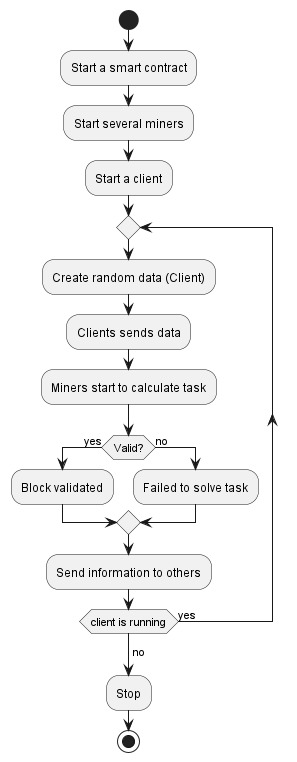 Start a smart contract
Start several miners
Start a client
Create random data (Client)
Clients sends data
Miners start to calculate task
yes
Valid?
no
Block validated
Failed to solve task
Send information to others
client is running
yes
no
Stop